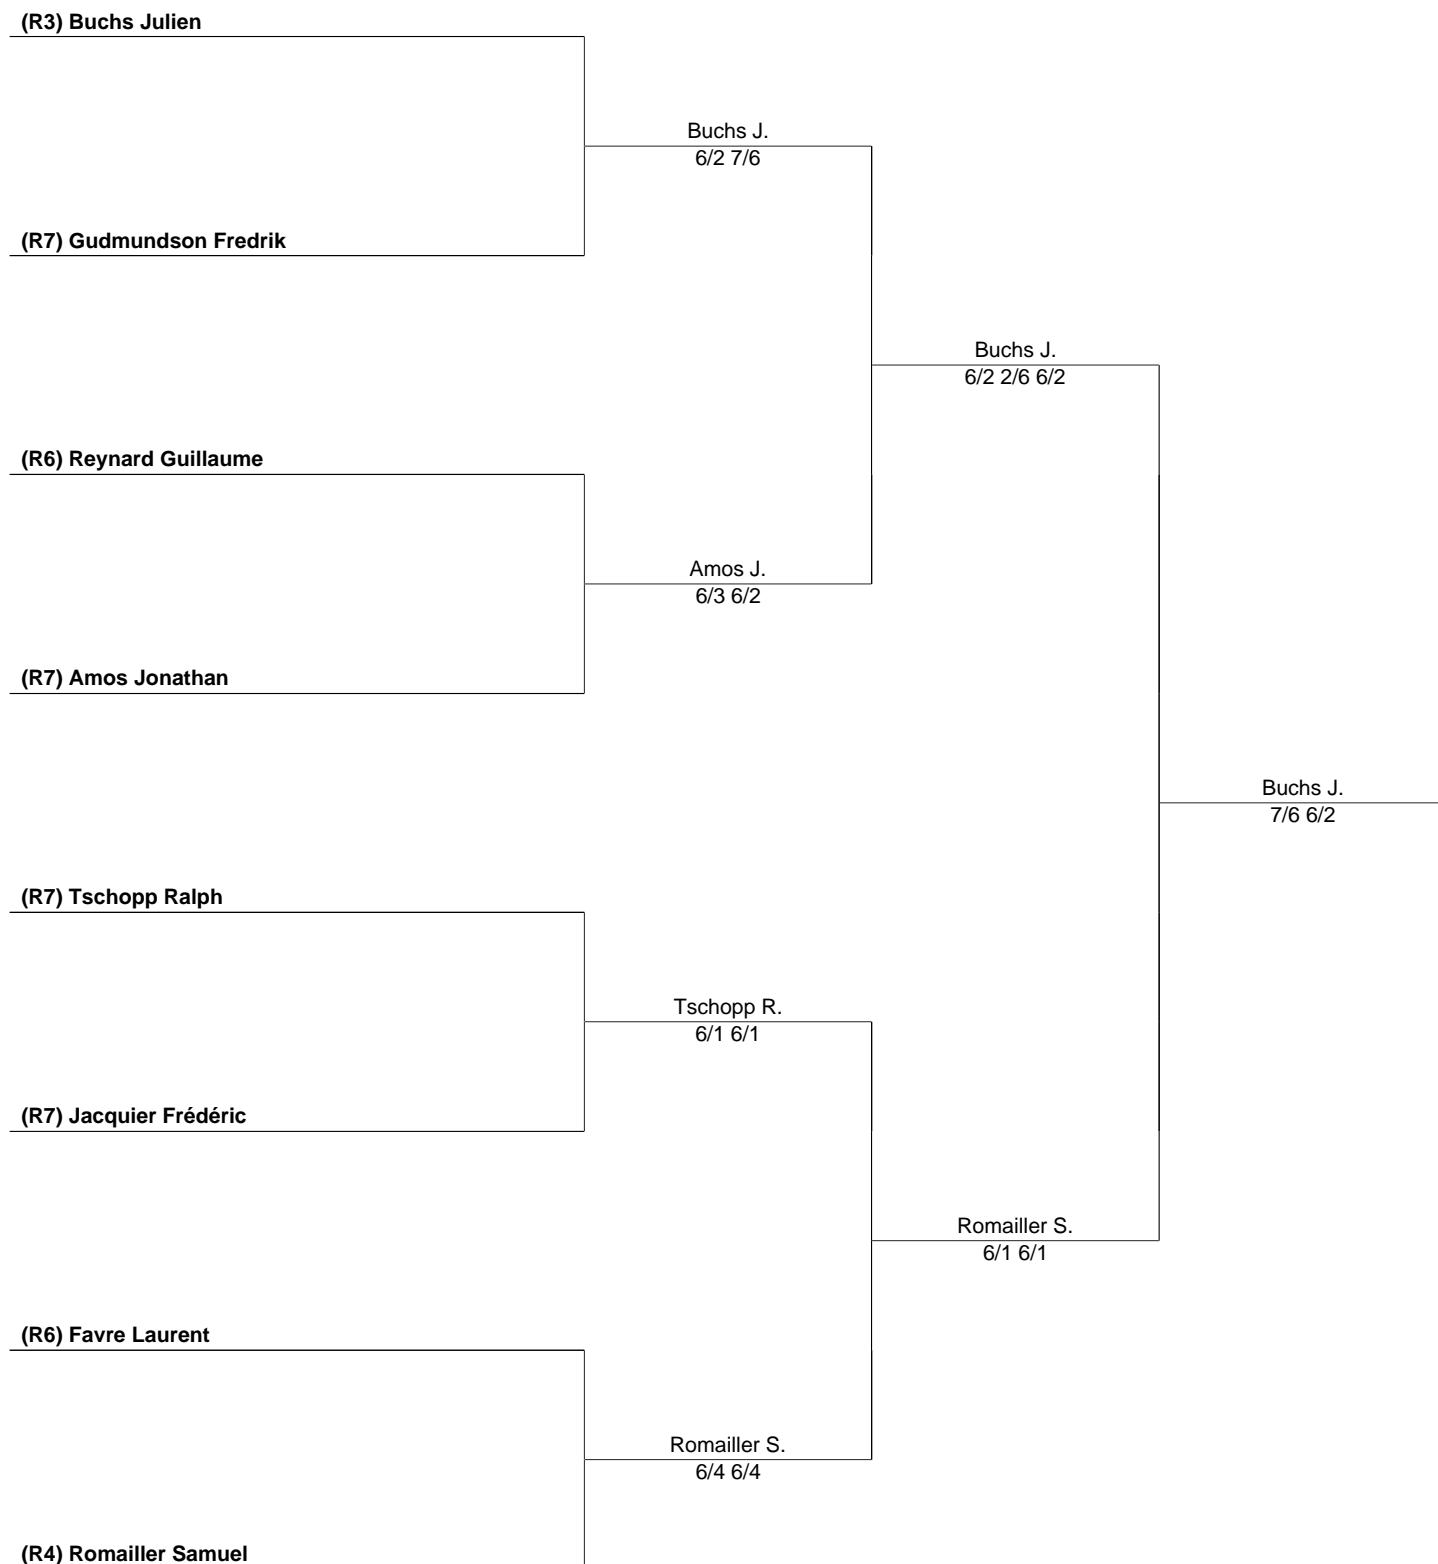 (R3) Buchs Julien
Buchs J.
6/2 7/6
(R7) Gudmundson Fredrik
Buchs J.
6/2 2/6 6/2
(R6) Reynard Guillaume
Amos J.
6/3 6/2
(R7) Amos Jonathan
Buchs J.
7/6 6/2
(R7) Tschopp Ralph
Tschopp R.
6/1 6/1
(R7) Jacquier Frédéric
Romailler S.
6/1 6/1
(R6) Favre Laurent
Romailler S.
6/4 6/4
(R4) Romailler Samuel